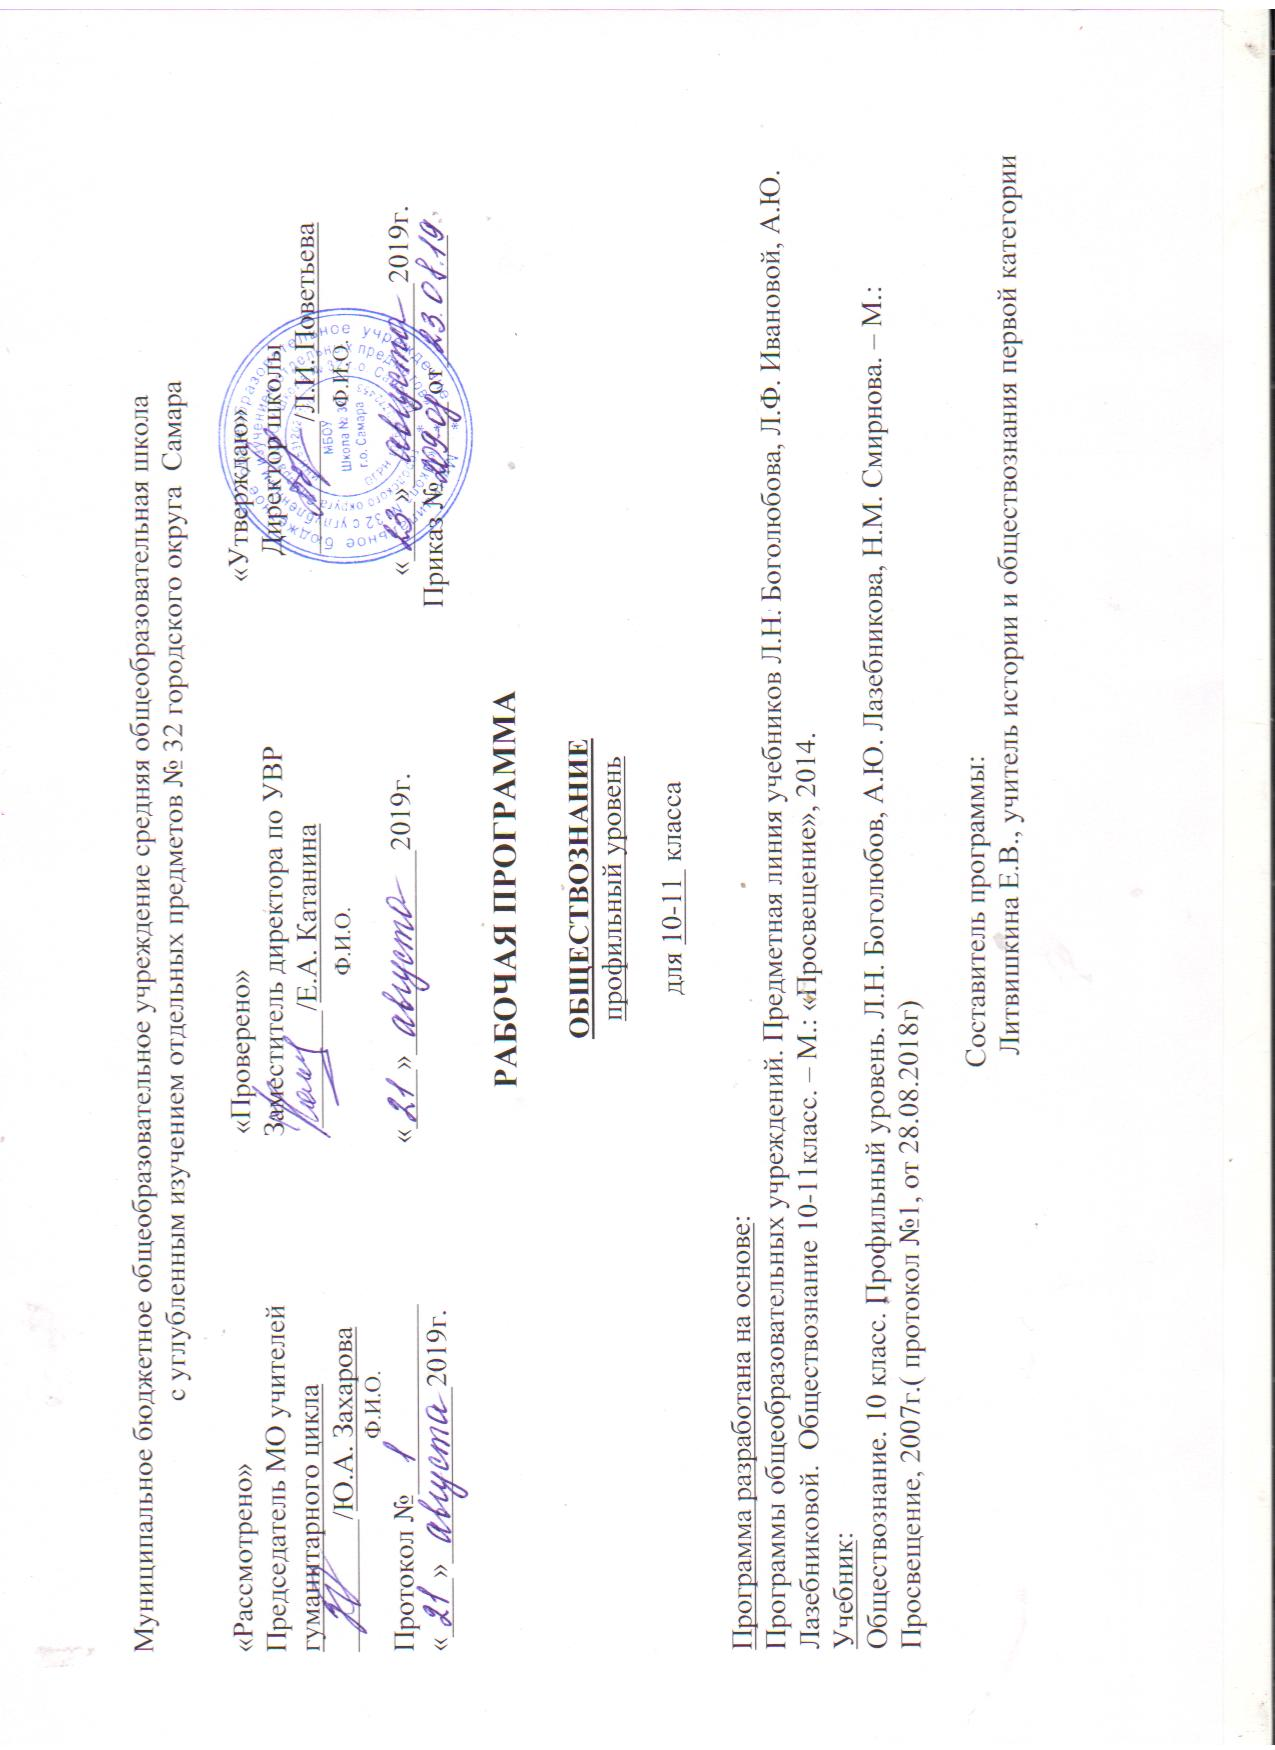 Муниципальное бюджетное общеобразовательное учреждение средняя общеобразовательная школа
с углубленным изучением отдельных предметов № 32 городского округа Самара
«Рассмотрено»
Председатель МО учителей
гуманитарного цикла
/Ю.А. Захарова
Ф.И.О.
Протокол № 1
« 21 » августа 2019г.
«Проверено»
Заместитель директора по УВР
/Е.А. Катанина
Ф.И.О.
« 21 » августа 2019г.
«Утверждаю»
Директор школы
/Л.И. Поветьева
Ф.И.О.
« 23 » августа 2019г.
Приказ № от 23.08.19.
МБОУ
Школа № 32
г.о. Самара
РАБОЧАЯ ПРОГРАММА
ОБЩЕСТВОЗНАНИЕ
профильный уровень
для 10-11 класса
Программа разработана на основе:
Программы общеобразовательных учреждений. Предметная линия учебников Л.Н. Боголюбова, Л.Ф. Ивановой, А.Ю.
Лазебниковой. Обществознание 10-11класс. – М.: «Просвещение», 2014.
Учебник:
Обществознание. 10 класс. Профильный уровень. Л.Н. Боголюбов, А.Ю. Лазебникова, Н.М. Смирнова. – М.:
Просвещение, 2007г.( протокол №1, от 28.08.2018г)
Составитель программы:
Литвишкина Е.В., учитель истории и обществознания первой категории